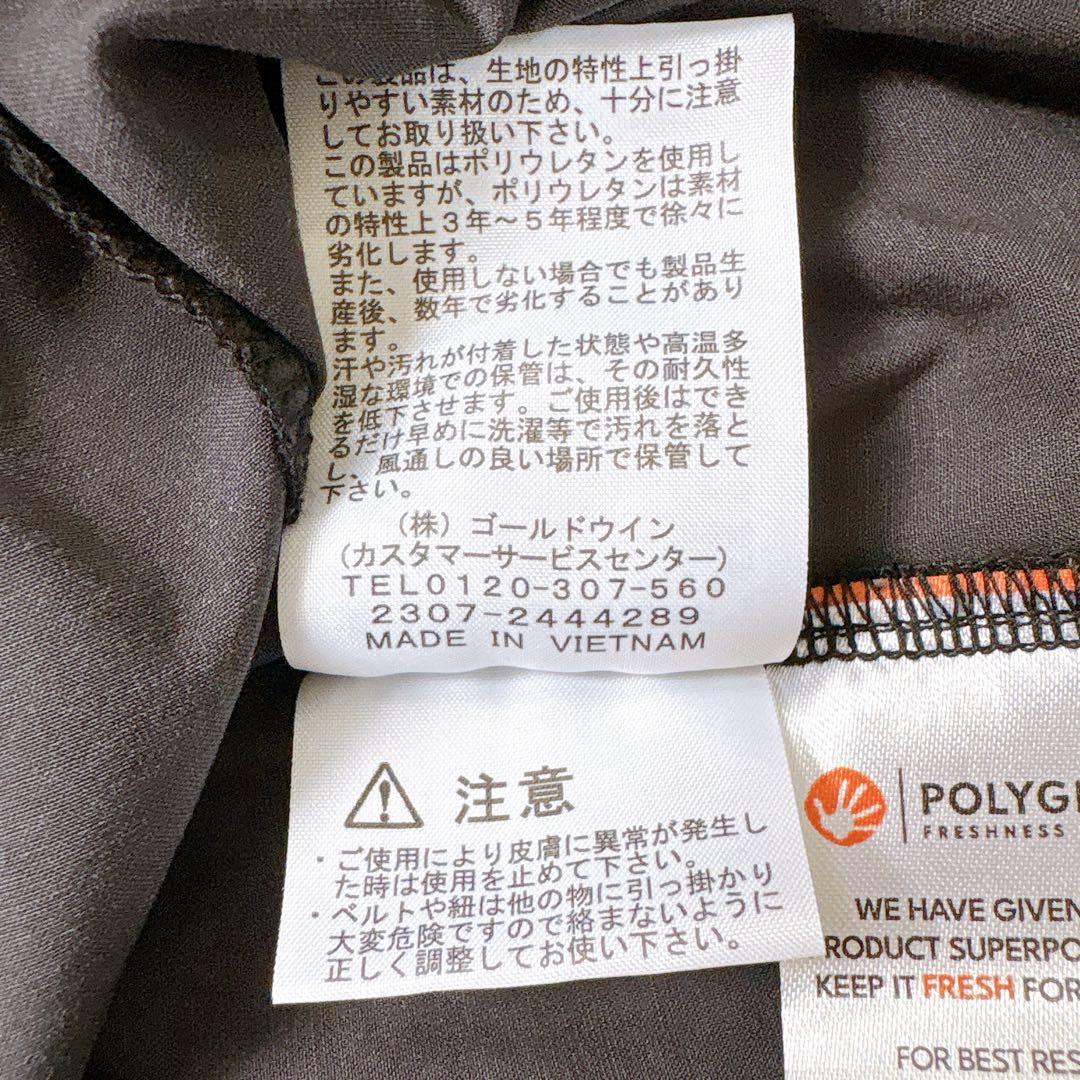 この製品は、生地の特性上引っ掛
りやすい素材のため、十分に注意
してお取り扱い下さい。
この製品はポリウレタンを使用し
ていますが、ポリウレタンは素材
の特性上3年～5年程度で徐々に
劣化します。
また、使用しない場合でも製品生
産後、数年で劣化することがあり
ます。
汗や汚れが付着した状態や高温多
湿な環境での保管は、その耐久性
を低下させます。ご使用後はでき
るだけ早めに洗濯等で汚れを落と
し、風通しの良い場所で保管して
下さい。
(株)ゴールドウイン
(カスタマーサービスセンター)
TEL0120-307-560
2307-2444289
MADE IN VIETNAM
注意
・ご使用により皮膚に異常が発生し
た時は使用を止めて下さい。
・ベルトや紐は他の物に引っ掛かり
大変危険ですので絡まないように
正しく調整してお使い下さい。
POLYGI
FRESHNESS
WE HAVE GIVEN
RODUCT SUPERPO
KEEP IT FRESH FOR
FOR BEST RES